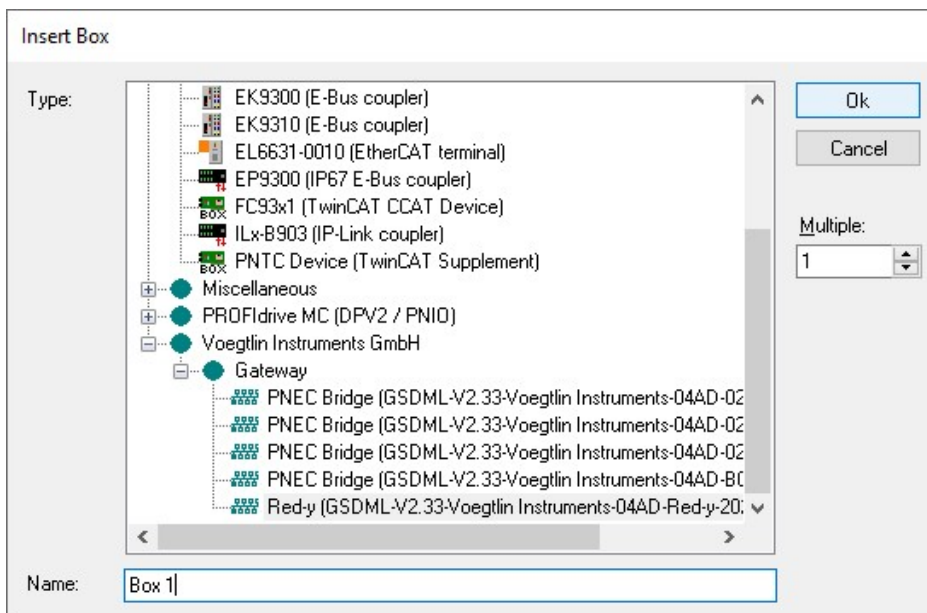 Insert Box
Type:
EK9300 (E-Bus coupler)
EK9310 (E-Bus coupler)
EL6631-0010 (EtherCAT terminal)
EP9300 (IP67 E-Bus coupler)
BOX FC93x1 (TwinCAT CCAT Device)
ILx-B903 (IP-Link coupler)
BOX PNTC Device (TwinCAT Supplement)
Miscellaneous
PROFIdrive MC (DPV2 / PNIO)
Voegtlin Instruments GmbH
Gateway
PNEC Bridge (GSDML-V2.33-Voegtlin Instruments-04AD-02
PNEC Bridge (GSDML-V2.33-Voegtlin Instruments-04AD-02
PNEC Bridge (GSDML-V2.33-Voegtlin Instruments-04AD-02
PNEC Bridge (GSDML-V2.33-Voegtlin Instruments-04AD-B0
Red-y (GSDML-V2.33-Voegtlin Instruments-04AD-Red-y-20
Ok
Cancel
Multiple:
1
Name:
Box 1